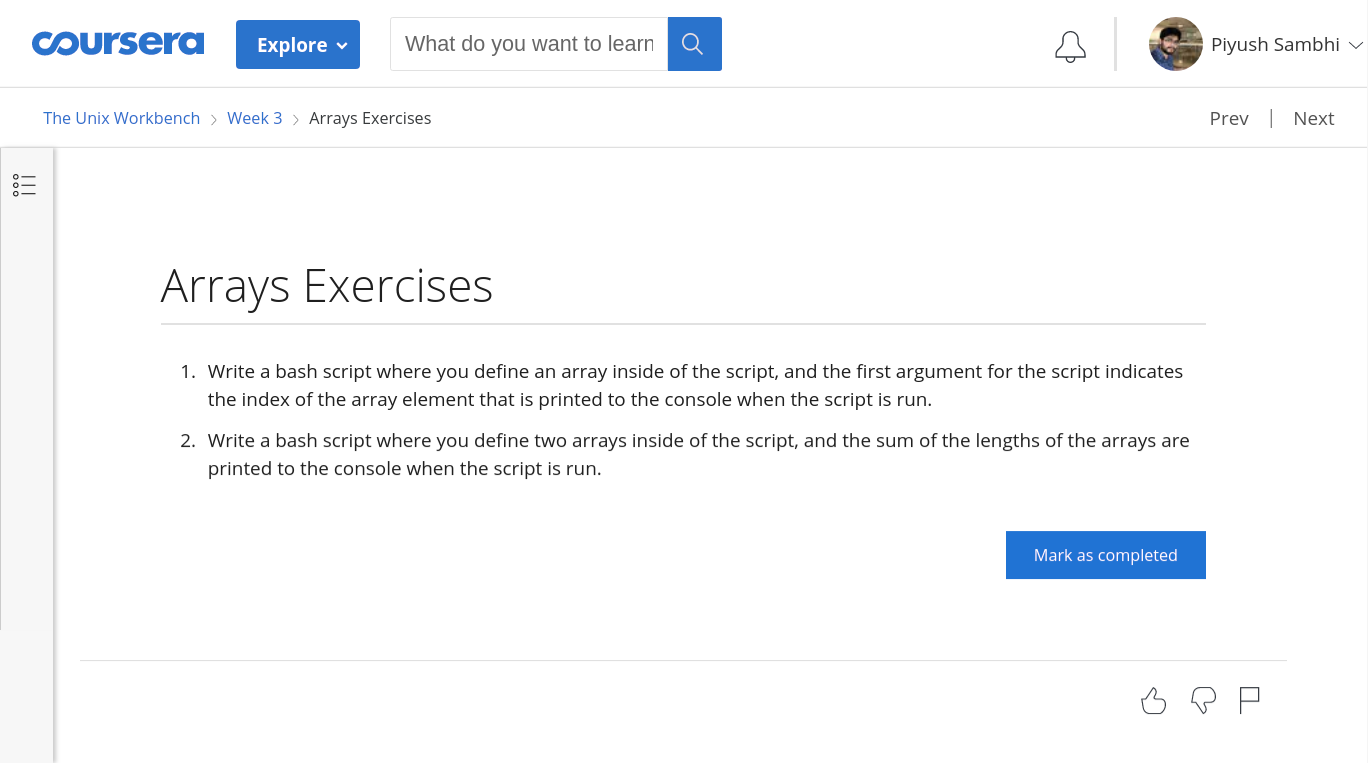 coursera
Explore
What do you want to learn
Piyush Sambhi
The Unix Workbench > Week 3 > Arrays Exercises
Prev | Next
Arrays Exercises
1. Write a bash script where you define an array inside of the script, and the first argument for the script indicates
the index of the array element that is printed to the console when the script is run.
2. Write a bash script where you define two arrays inside of the script, and the sum of the lengths of the arrays are
printed to the console when the script is run.
Mark as completed